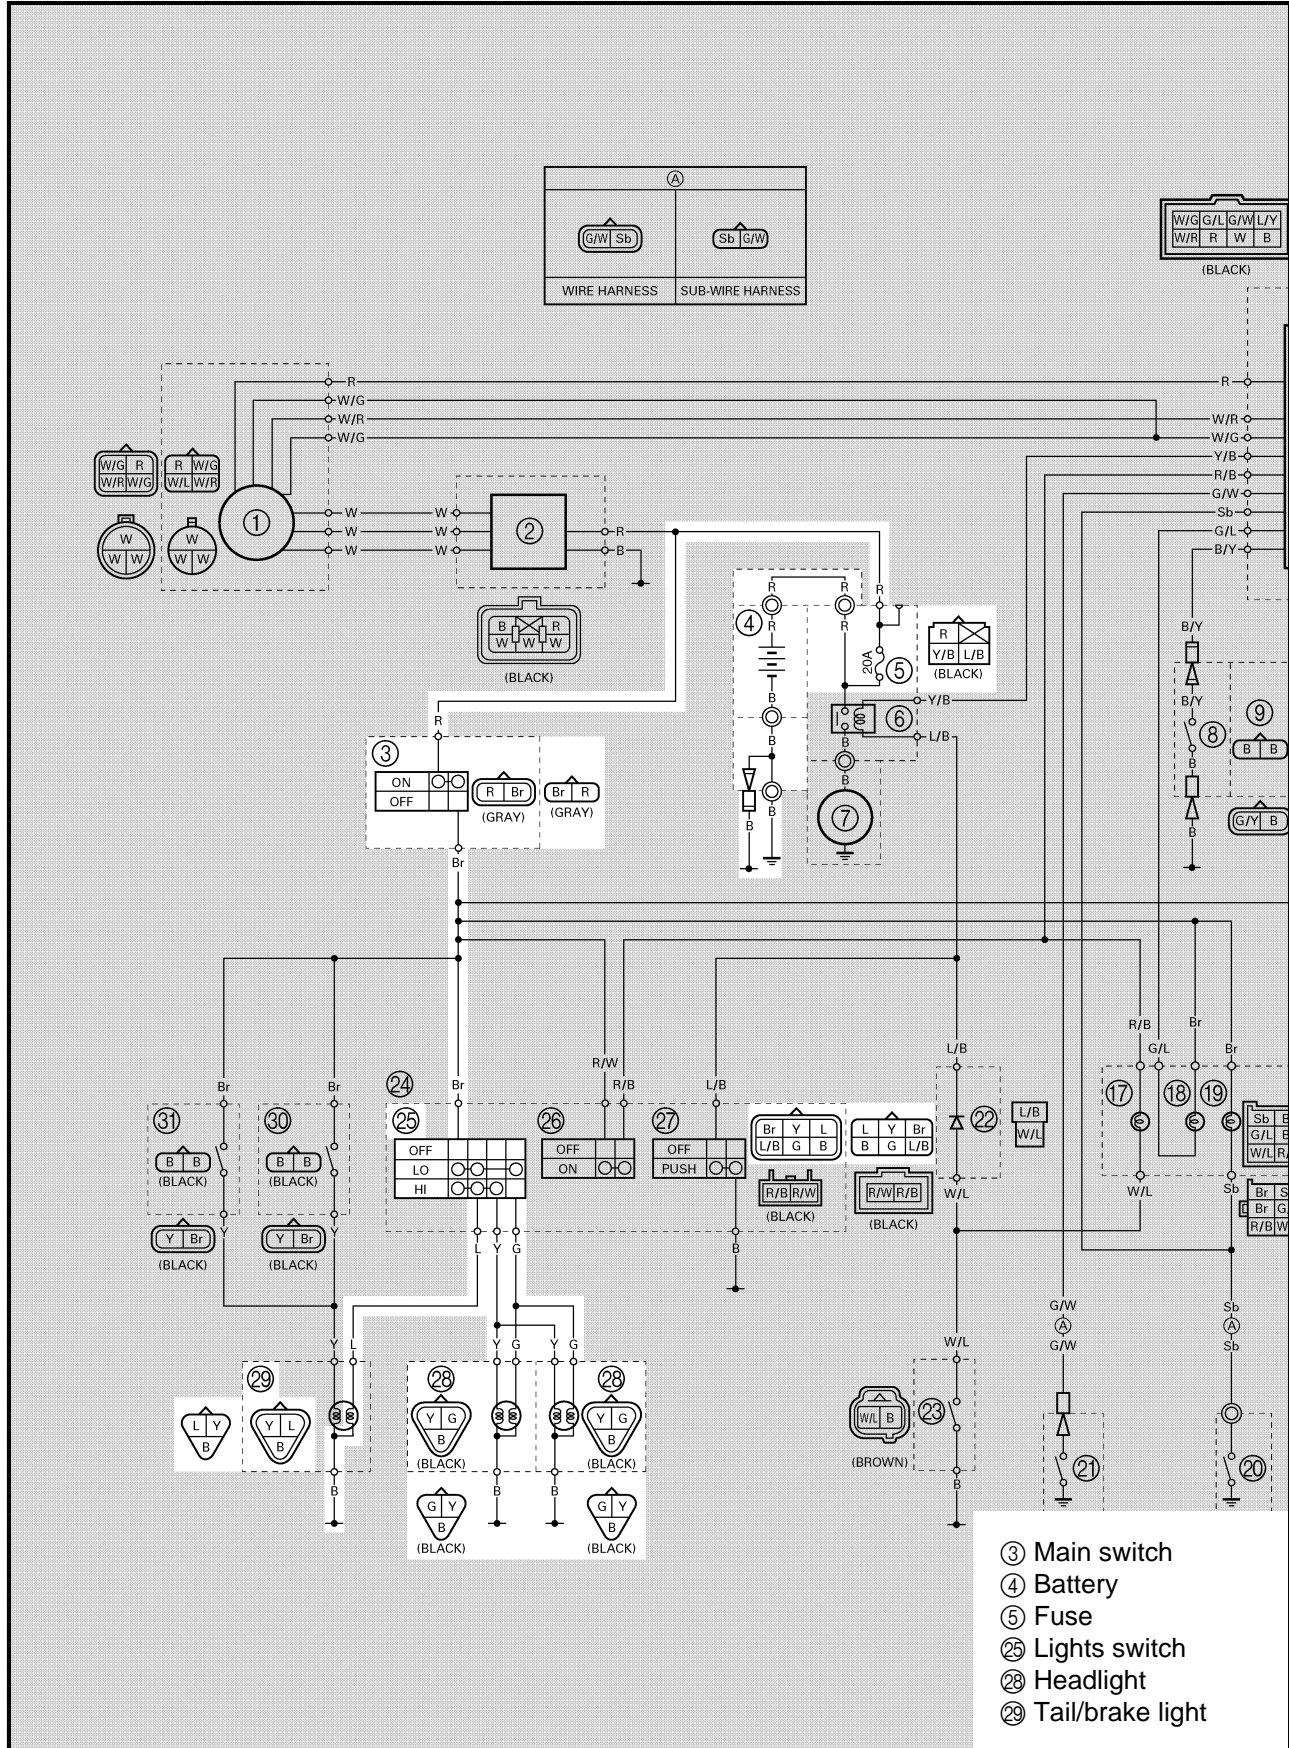 A
G/W Sb
Sb G/W
WIRE HARNESS
SUB-WIRE HARNESS
W/G G/L G/W L/Y
W/R R W B
(BLACK)
R
R
W/G
W/R
W/R
W/G
W/G
Y/B
R/B
G/W
Sb
G/L
B/Y
W/G R
W/R W/G
R W/G
W/L W/R
1
W
W W
W
W W
W W
W W
W W
2
R
B
B R
W W W
(BLACK)
R R R
4
R R
20A
5
R
Y/B L/B
(BLACK)
B
6
Y/B
L/B
B
B
B
7
B
B
B/Y
B/Y
8
B
B
9
B B
G/Y B
R
3
ON
OFF
R Br
(GRAY)
Br R
(GRAY)
Br
R/B
Br
G/L
Br
L/B
R/W
R/B
L/B
Br
Br
Br
24
31
B B
(BLACK)
Y
Y Br
(BLACK)
30
B B
(BLACK)
Y
Y Br
(BLACK)
25
OFF
LO
HI
L Y G
26
OFF
ON
27
OFF
PUSH
B
Br Y L
L/B G B
R/B R/W
(BLACK)
L Y Br
B G L/B
R/W R/B
(BLACK)
22
L/B
W/L
W/L
17
18
19
W/L
Sb
Sb
G/L
W/L
Br
Br
R/B
Y L
29
L Y
B
Y L
B
B
Y G
Y G
28
Y G
B
(BLACK)
28
Y G
B
(BLACK)
B
B
G Y
B
(BLACK)
G Y
B
(BLACK)
W/L
W/L B
(BROWN)
23
B
G/W
A
G/W
21
Sb
A
Sb
20
3 Main switch
4 Battery
5 Fuse
25 Lights switch
28 Headlight
29 Tail/brake light